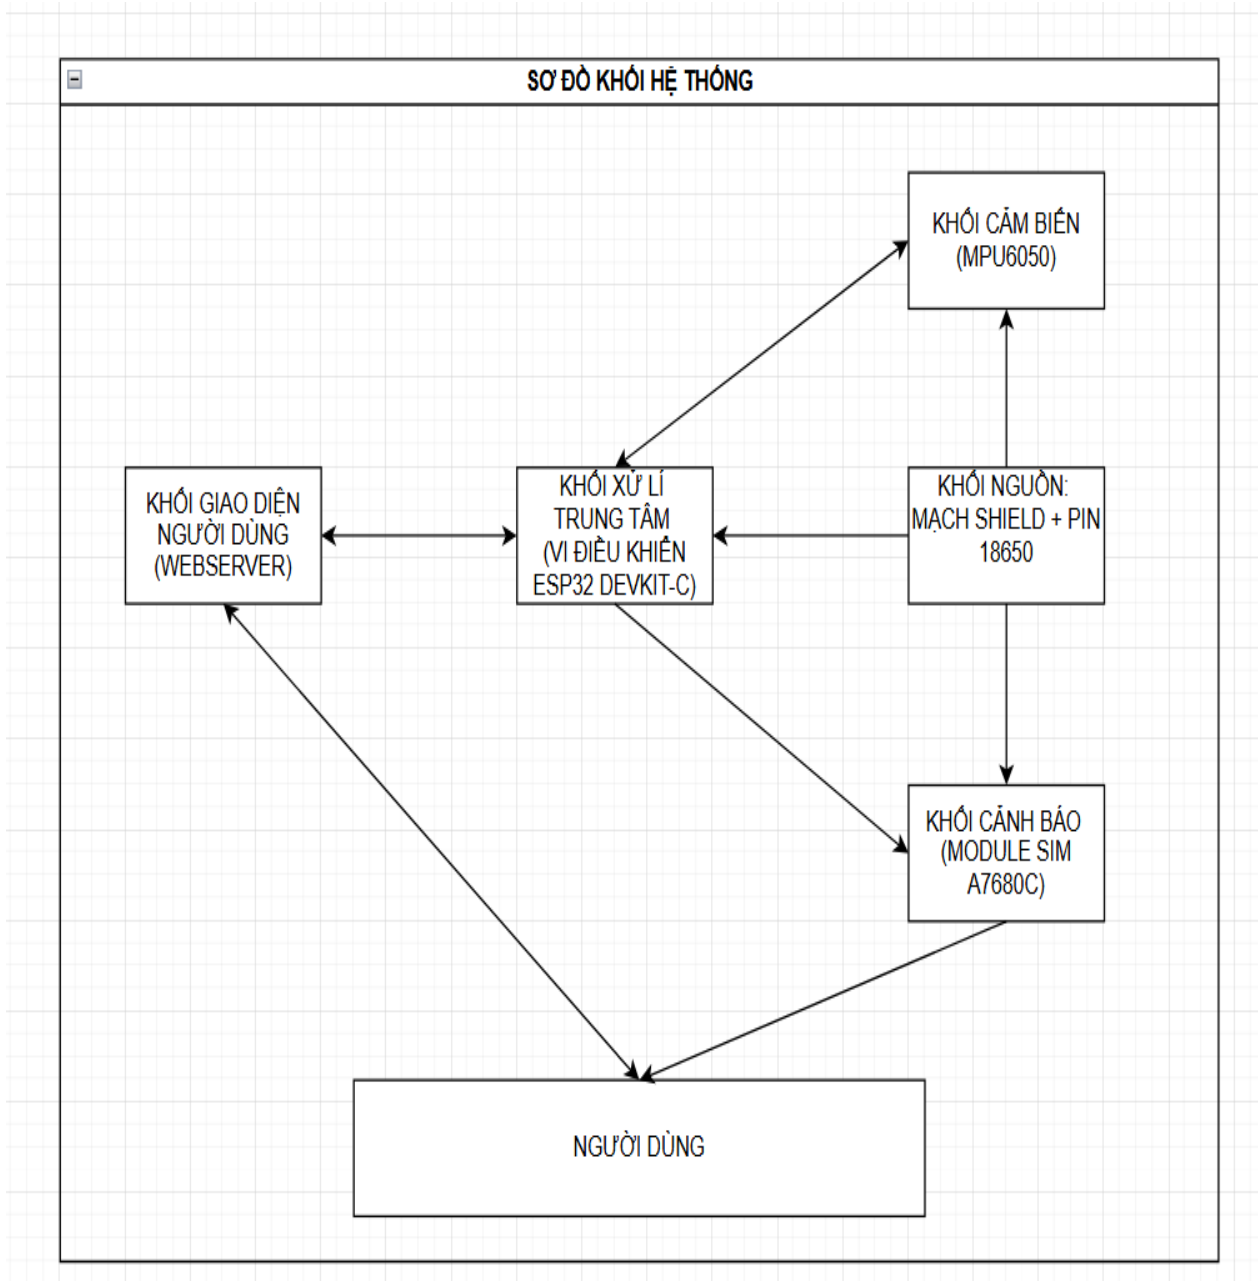 SƠ ĐỒ KHỐI HỆ THỐNG
KHỐI CẢM BIẾN
(MPU6050)
KHỐI GIAO DIỆN
NGƯỜI DÙNG
(WEBSERVER)
KHỐI XỬ LÍ
TRUNG TÂM
(VI ĐIỀU KHIỂN
ESP32 DEVKIT-C)
KHỐI NGUỒN:
MẠCH SHIELD + PIN
18650
KHỐI CẢNH BÁO
(MODULE SIM
A7680C)
NGƯỜI DÙNG